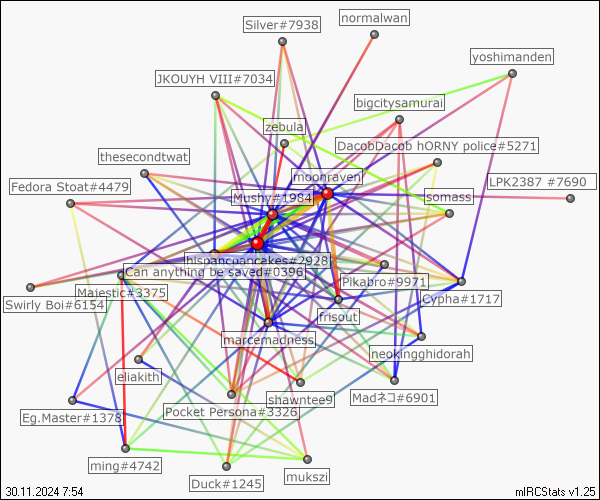 normalwan
Silver#7938
yoshimanden
JKOUYH VIII#7034
bigcitysamurai
zebula
DacobDacob hORNY police#5271
thesecondtwat
moonraven
LPK2387 #7690
Fedora Stoat#4479
Mushy#1984
somass
hispancpancakes#2928
Can anything be saved#0396
Pikabro#9971
Majestic#3375
Cypha#1717
Swirly Boi#6154
frisout
marcemadness
neokingghidorah
eliakith
shawntee9
Madネコ#6901
Pocket Persona#3326
Eg.Master#1378
ming#4742
mukszi
Duck#1245
30.11.2024 7:54
mIRCStats v1.25